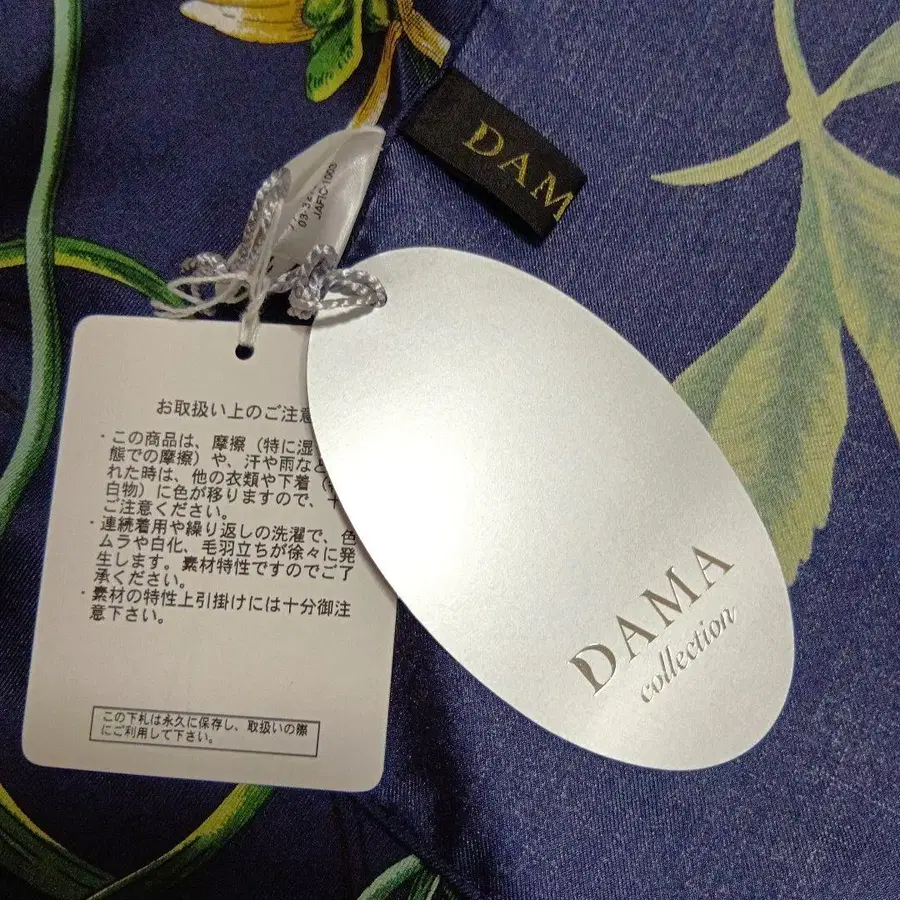 DAM
JAFIC-1003
お取扱い上のご注意
・この商品は、摩擦（特に湿
態での摩擦）や、汗や雨など
れた時は、他の衣類や下着（
白物）に色が移りますので、十
ご注意ください。
・連続着用や繰り返しの洗濯で、色
ムラや白化、毛羽立ちが徐々に発
生します。素材特性ですのでご了
承ください。
・素材の特性上引掛けには十分御注
意下さい。
この下札は永久に保存し、取扱いの際
にご利用して下さい。
DAMA
collection